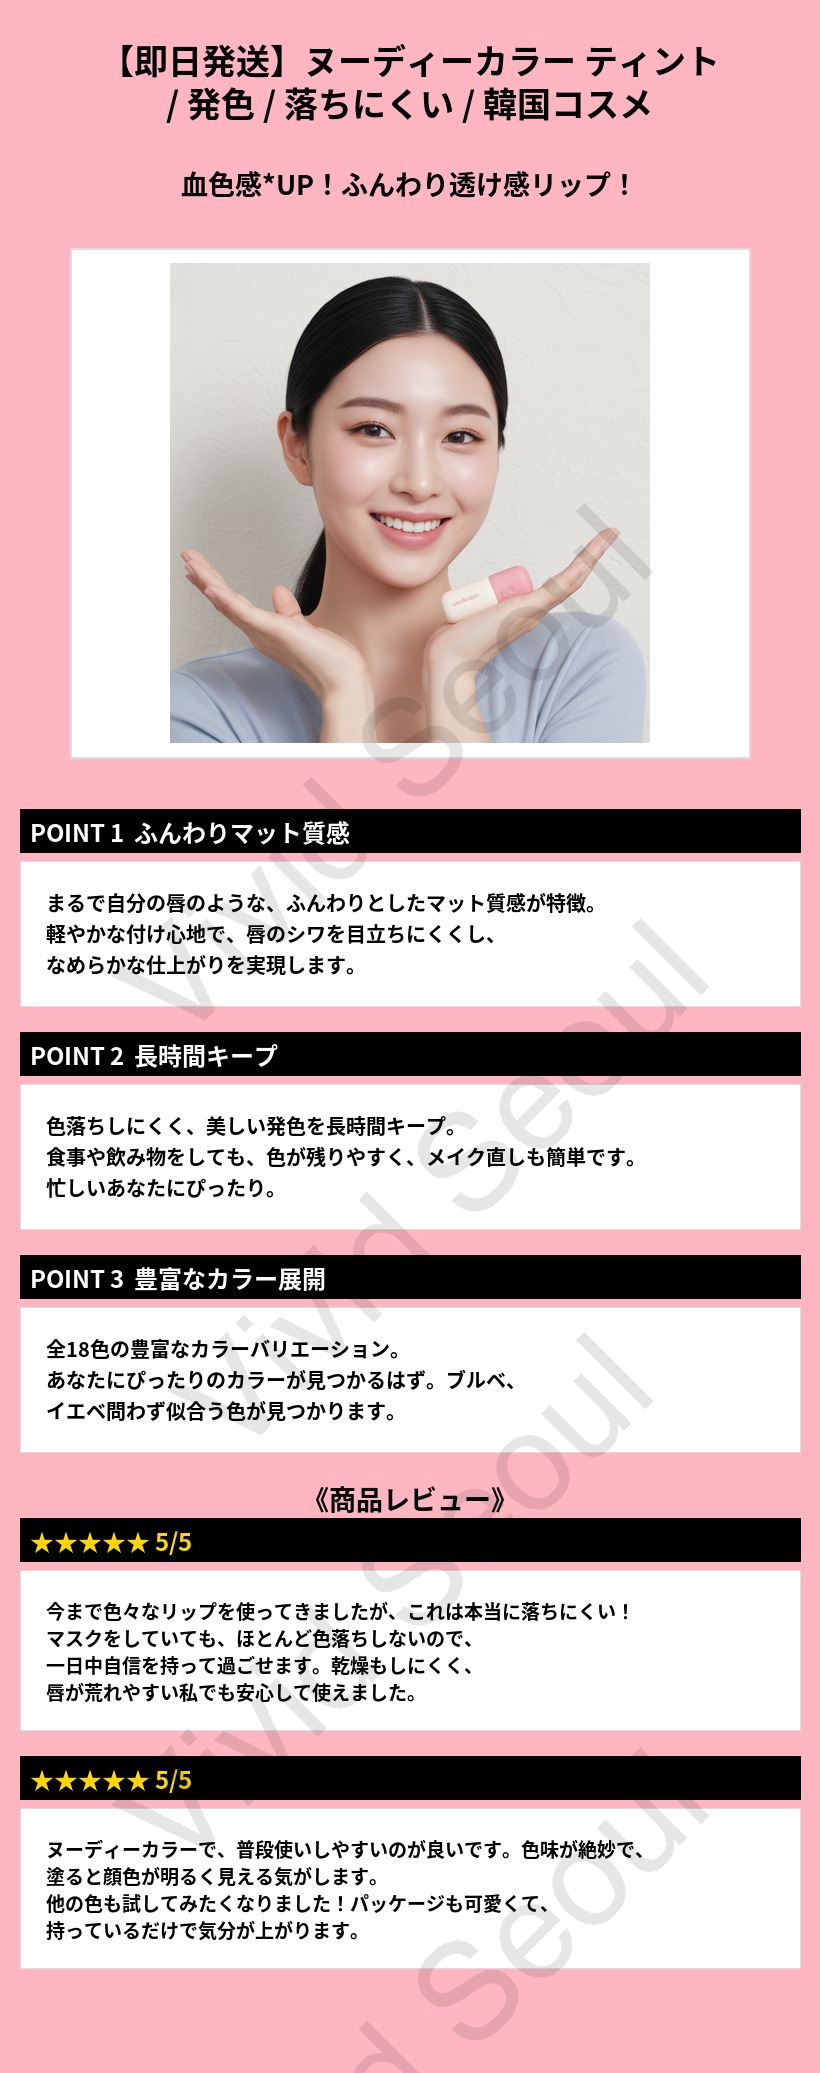 【即日発送】ヌーディーカラー ティント
/ 発色 / 落ちにくい / 韓国コスメ
血色感*UP！ふんわり透け感リップ！
POINT 1 ふんわりマット質感
まるで自分の唇のような、ふんわりとしたマット質感が特徴。
軽やかな付け心地で、唇のシワを目立ちにくくし、
なめらかな仕上がりを実現します。
POINT 2 長時間キープ
色落ちしにくく、美しい発色を長時間キープ。
食事や飲み物をしても、色が残りやすく、メイク直しも簡単です。
忙しいあなたにぴったり。
POINT 3 豊富なカラー展開
全18色の豊富なカラーバリエーション。
あなたにぴったりのカラーが見つかるはず。ブルベ、
イエベ問わず似合う色が見つかります。
《商品レビュー》
★★★★★ 5/5
今まで色々なリップを使ってきましたが、これは本当に落ちにくい！
マスクをしていても、ほとんど色落ちしないので、
一日中自信を持って過ごせます。乾燥もしにくく、
唇が荒れやすい私でも安心して使えました。
★★★★★ 5/5
ヌーディーカラーで、普段使いしやすいのが良いです。色味が絶妙で、
塗ると顔色が明るく見える気がします。
他の色も試してみたくなりました！パッケージも可愛くて、
持っているだけで気分が上がります。
Vivid Seoul
Vivid Seoul
Vivid Seoul
Vivid Seoul